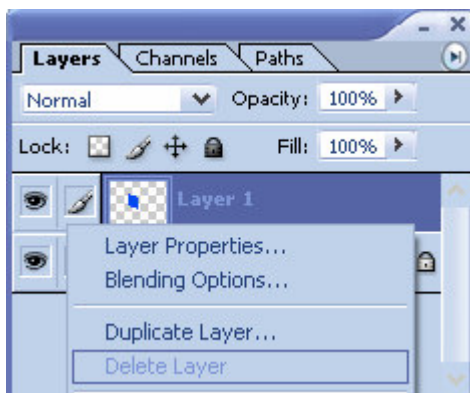 Layers Channels Paths
Normal Opacity: 100%
Lock: Fill: 100%
Layer 1
Layer Properties...
Blending Options...
Duplicate Layer...
Delete Layer